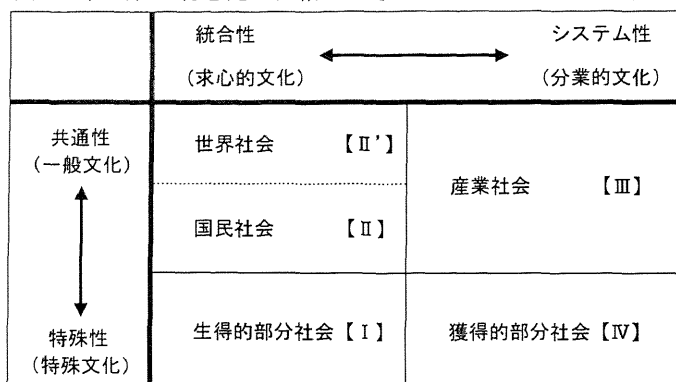 統合性 システム性
(求心的文化) (分業的文化)
共通性
(一般文化)
世界社会 【Ⅱ'】
産業社会 【Ⅲ】
国民社会 【Ⅱ】
特殊性
(特殊文化)
生得的部分社会【Ⅰ】 獲得的部分社会【Ⅳ】